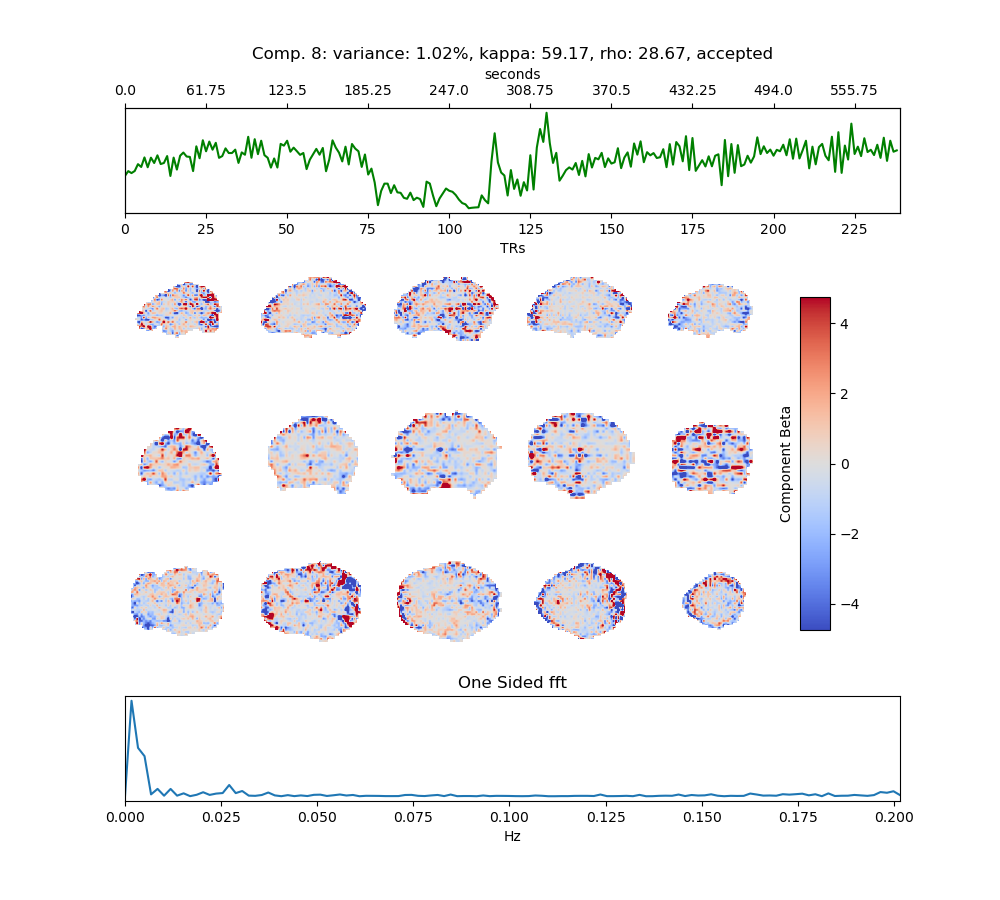 Comp. 8: variance: 1.02%, kappa: 59.17, rho: 28.67, accepted
seconds
0.0 61.75 123.5 185.25 247.0 308.75 370.5 432.25 494.0 555.75
0 25 50 75 100 125 150 175 200 225
TRs
4
2
0
−2
−4
Component Beta
One Sided fft
0.000 0.025 0.050 0.075 0.100 0.125 0.150 0.175 0.200
Hz